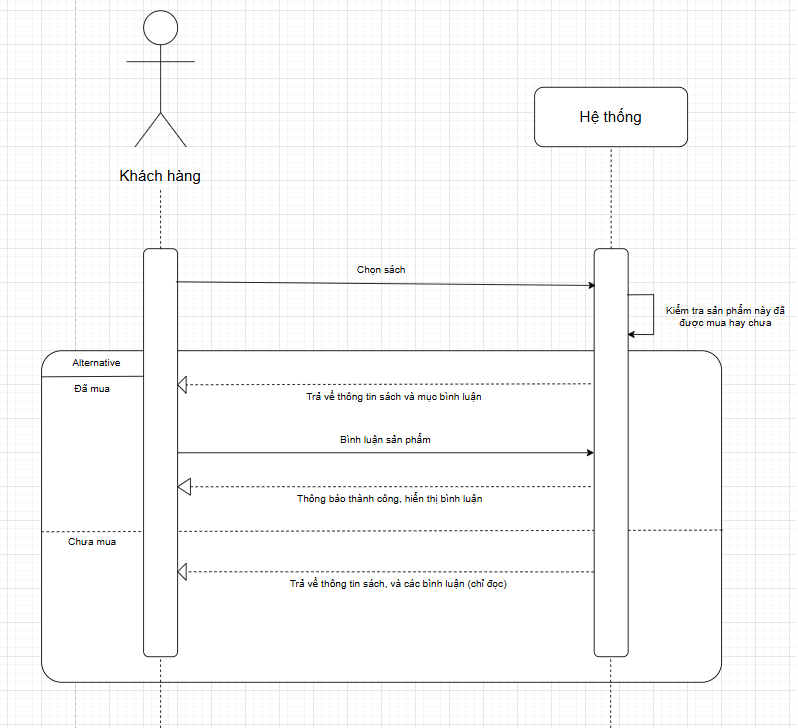 Hệ thống
Khách hàng
Chọn sách
Kiểm tra sản phẩm này đã
được mua hay chưa
Alternative
Đã mua
Trả về thông tin sách và mục bình luận
Bình luận sản phẩm
Thông báo thành công, hiển thị bình luận
Chưa mua
Trả về thông tin sách, và các bình luận (chỉ đọc)